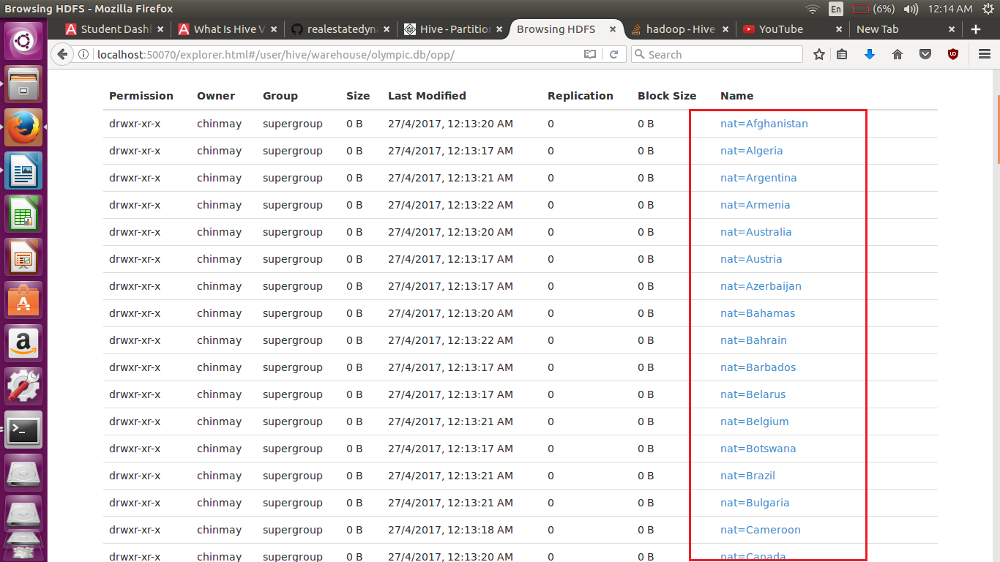 Browsing HDFS - Mozilla Firefox En (6%) 12:14 AM
Student Dash × What Is Hive V × realestatedyna × Hive - Partition × Browsing HDFS × hadoop - Hive × YouTube × New Tab × +
localhost:50070/explorer.html#/user/hive/warehouse/olympic.db/opp/ Search
Permission Owner Group Size Last Modified Replication Block Size Name
drwxr-xr-x chinmay supergroup 0 B 27/4/2017, 12:13:20 AM 0 0 B nat=Afghanistan
drwxr-xr-x chinmay supergroup 0 B 27/4/2017, 12:13:17 AM 0 0 B nat=Algeria
drwxr-xr-x chinmay supergroup 0 B 27/4/2017, 12:13:21 AM 0 0 B nat=Argentina
drwxr-xr-x chinmay supergroup 0 B 27/4/2017, 12:13:22 AM 0 0 B nat=Armenia
drwxr-xr-x chinmay supergroup 0 B 27/4/2017, 12:13:20 AM 0 0 B nat=Australia
drwxr-xr-x chinmay supergroup 0 B 27/4/2017, 12:13:17 AM 0 0 B nat=Austria
drwxr-xr-x chinmay supergroup 0 B 27/4/2017, 12:13:17 AM 0 0 B nat=Azerbaijan
drwxr-xr-x chinmay supergroup 0 B 27/4/2017, 12:13:20 AM 0 0 B nat=Bahamas
drwxr-xr-x chinmay supergroup 0 B 27/4/2017, 12:13:22 AM 0 0 B nat=Bahrain
drwxr-xr-x chinmay supergroup 0 B 27/4/2017, 12:13:17 AM 0 0 B nat=Barbados
drwxr-xr-x chinmay supergroup 0 B 27/4/2017, 12:13:17 AM 0 0 B nat=Belarus
drwxr-xr-x chinmay supergroup 0 B 27/4/2017, 12:13:21 AM 0 0 B nat=Belgium
drwxr-xr-x chinmay supergroup 0 B 27/4/2017, 12:13:17 AM 0 0 B nat=Botswana
drwxr-xr-x chinmay supergroup 0 B 27/4/2017, 12:13:21 AM 0 0 B nat=Brazil
drwxr-xr-x chinmay supergroup 0 B 27/4/2017, 12:13:21 AM 0 0 B nat=Bulgaria
drwxr-xr-x chinmay supergroup 0 B 27/4/2017, 12:13:18 AM 0 0 B nat=Cameroon
drwxr-xr-x chinmay supergroup 0 B 27/4/2017, 12:13:20 AM 0 0 B nat=Canada